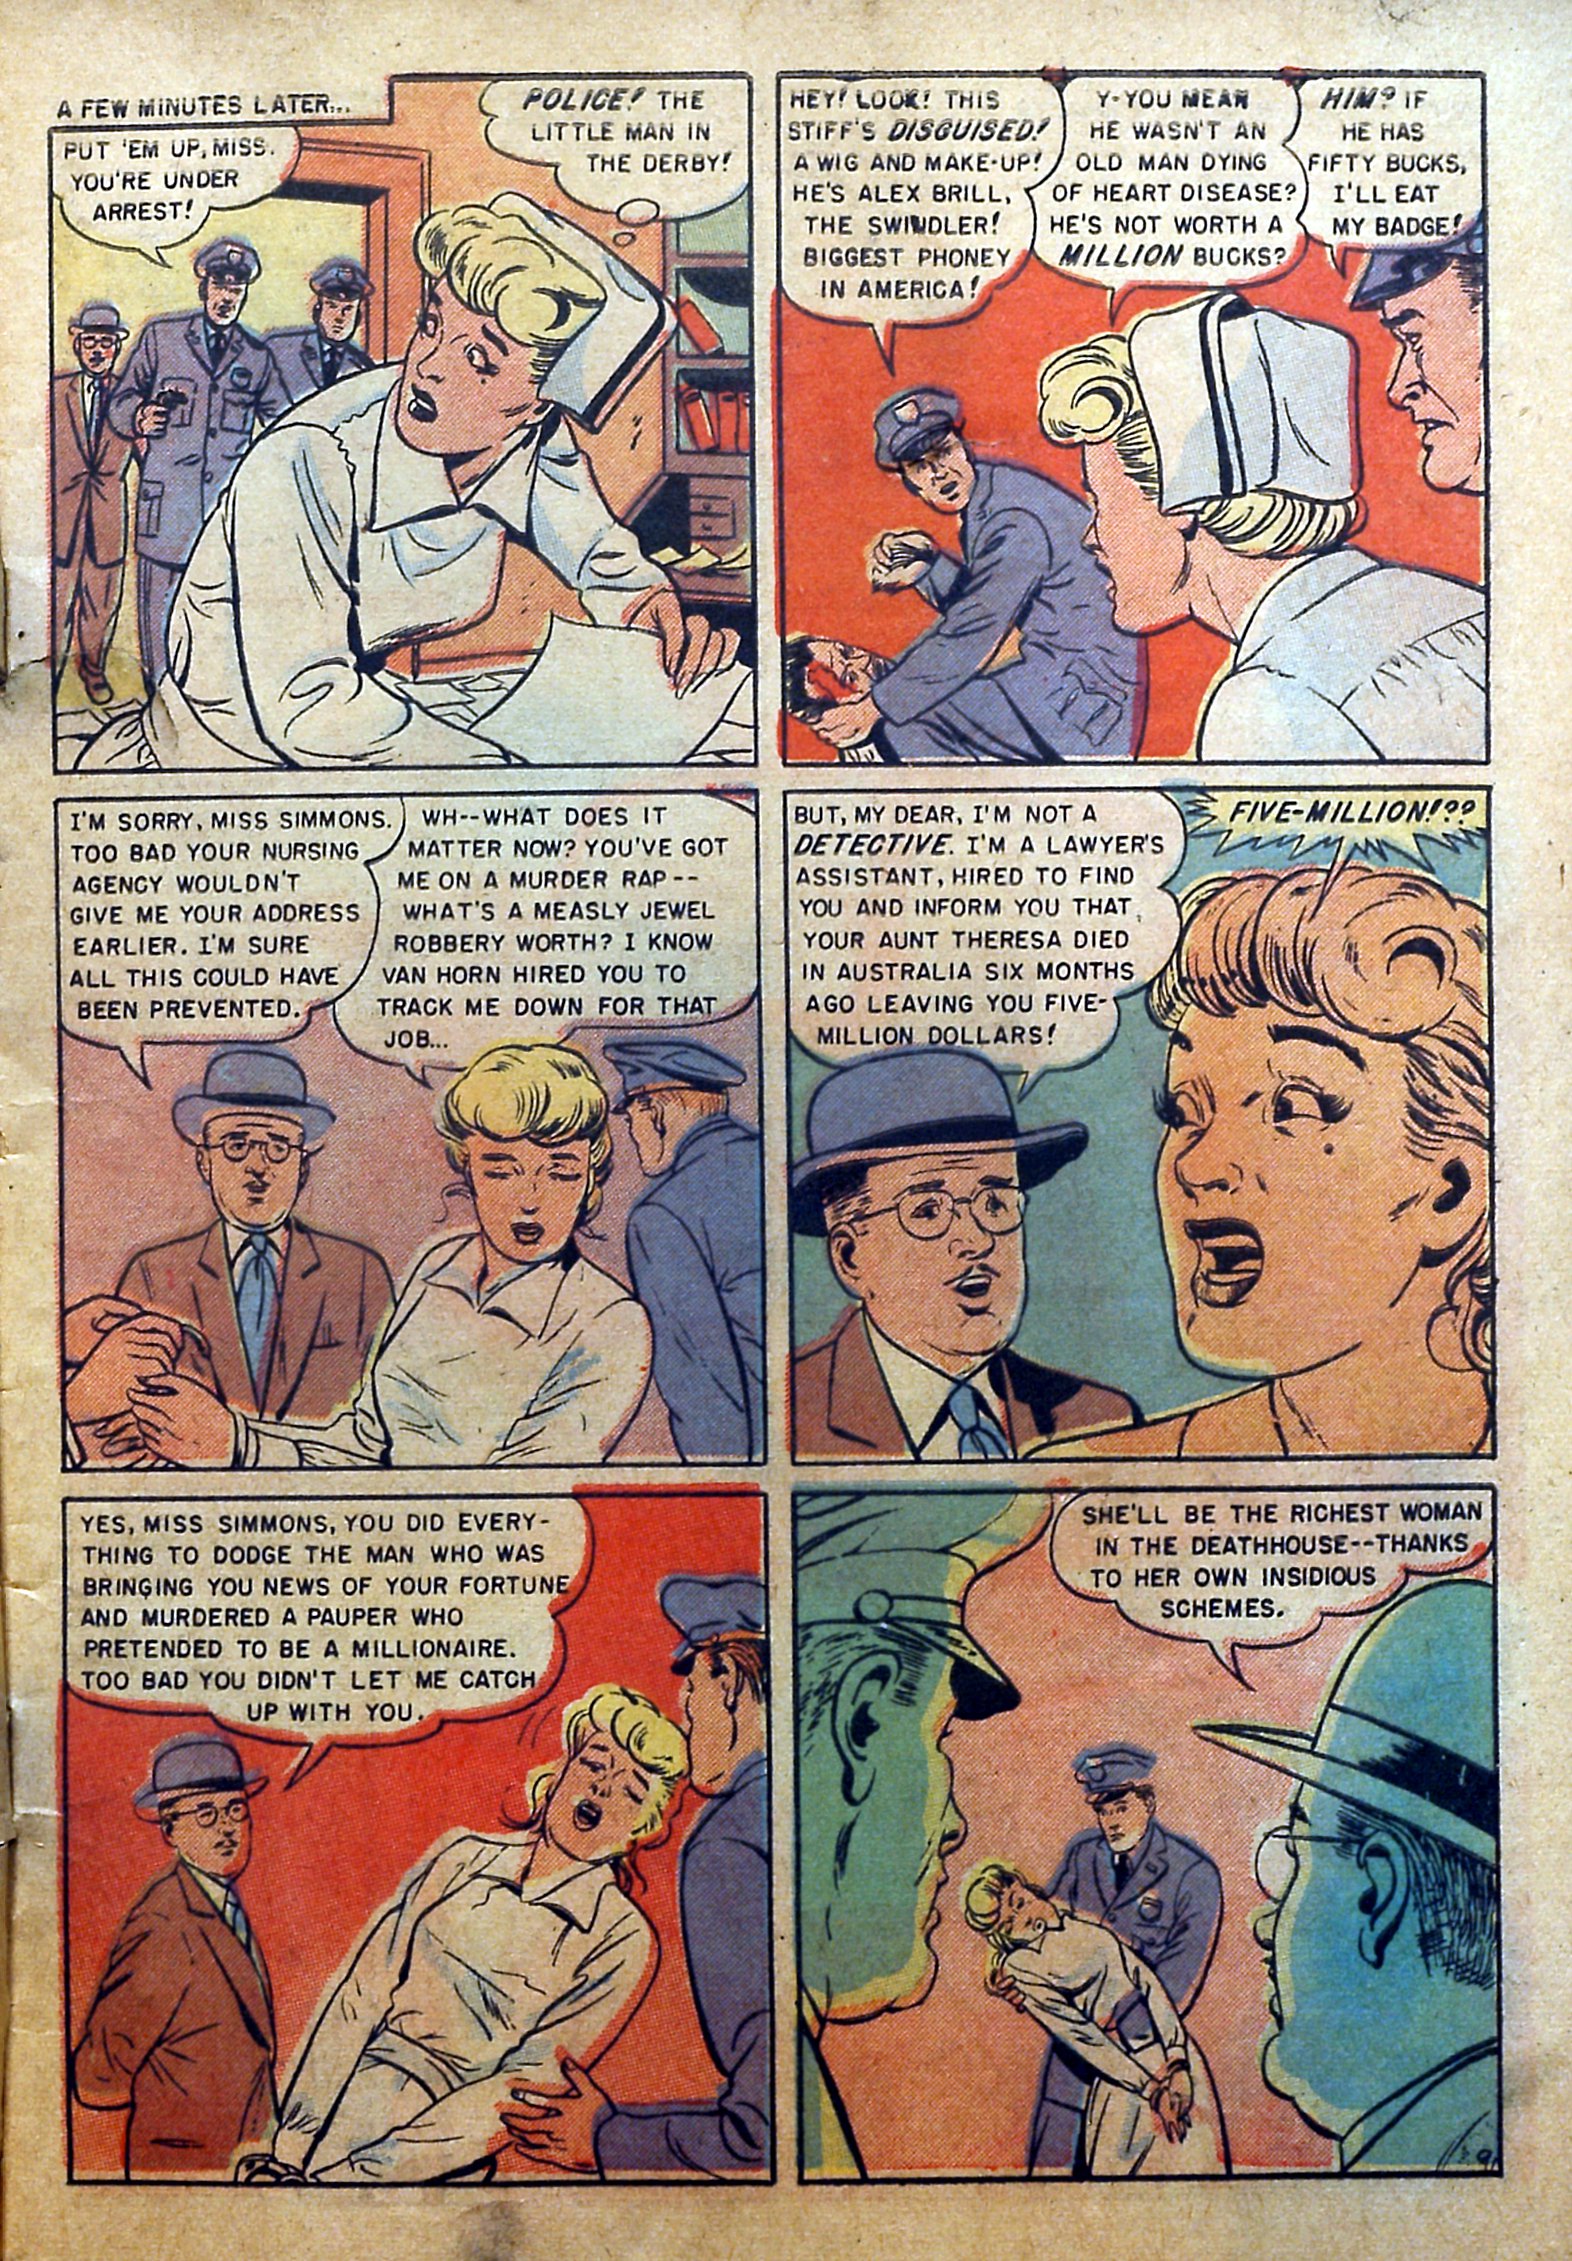 A FEW MINUTES LATER...
PUT 'EM UP, MISS.
YOU'RE UNDER
ARREST!
POLICE! THE
LITTLE MAN IN
THE DERBY!
HEY! LOOK! THIS
STIFF'S DISGUISED!
A WIG AND MAKE-UP!
HE'S ALEX BRILL,
THE SWINDLER!
BIGGEST PHONEY
IN AMERICA!
Y-YOU MEAN
HE WASN'T AN
OLD MAN DYING
OF HEART DISEASE?
HE'S NOT WORTH A
MILLION BUCKS?
HIM? IF
HE HAS
FIFTY BUCKS,
I'LL EAT
MY BADGE!
I'M SORRY, MISS SIMMONS.
TOO BAD YOUR NURSING
AGENCY WOULDN'T
GIVE ME YOUR ADDRESS
EARLIER. I'M SURE
ALL THIS COULD HAVE
BEEN PREVENTED.
WH--WHAT DOES IT
MATTER NOW? YOU'VE GOT
ME ON A MURDER RAP--
WHAT'S A MEASLY JEWEL
ROBBERY WORTH? I KNOW
VAN HORN HIRED YOU TO
TRACK ME DOWN FOR THAT
JOB...
BUT, MY DEAR, I'M NOT A
DETECTIVE. I'M A LAWYER'S
ASSISTANT, HIRED TO FIND
YOU AND INFORM YOU THAT
YOUR AUNT THERESA DIED
IN AUSTRALIA SIX MONTHS
AGO LEAVING YOU FIVE-
MILLION DOLLARS!
FIVE-MILLION!??
YES, MISS SIMMONS, YOU DID EVERY-
THING TO DODGE THE MAN WHO WAS
BRINGING YOU NEWS OF YOUR FORTUNE
AND MURDERED A PAUPER WHO
PRETENDED TO BE A MILLIONAIRE.
TOO BAD YOU DIDN'T LET ME CATCH
UP WITH YOU.
SHE'LL BE THE RICHEST WOMAN
IN THE DEATHHOUSE--THANKS
TO HER OWN INSIDIOUS
SCHEMES.